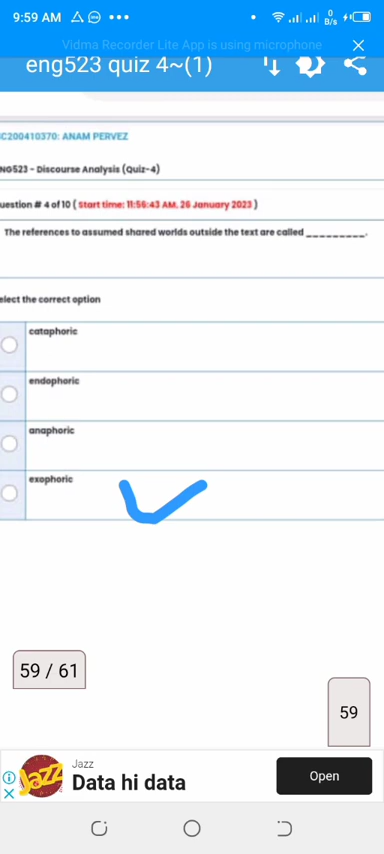 9:59 AM
0
B/s
Vidma Recorder Lite App is using microphone
eng523 quiz 4~(1)
C200410370: ANAM PERVEZ
NG523 - Discourse Analysis (Quiz-4)
uestion # 4 of 10 ( Start time: 11:56:43 AM, 26 January 2023 )
The references to assumed shared worlds outside the text are called _________.
elect the correct option
cataphoric
endophoric
anaphoric
exophoric
59 / 61
59
Jazz
Jazz
Data hi data
Open